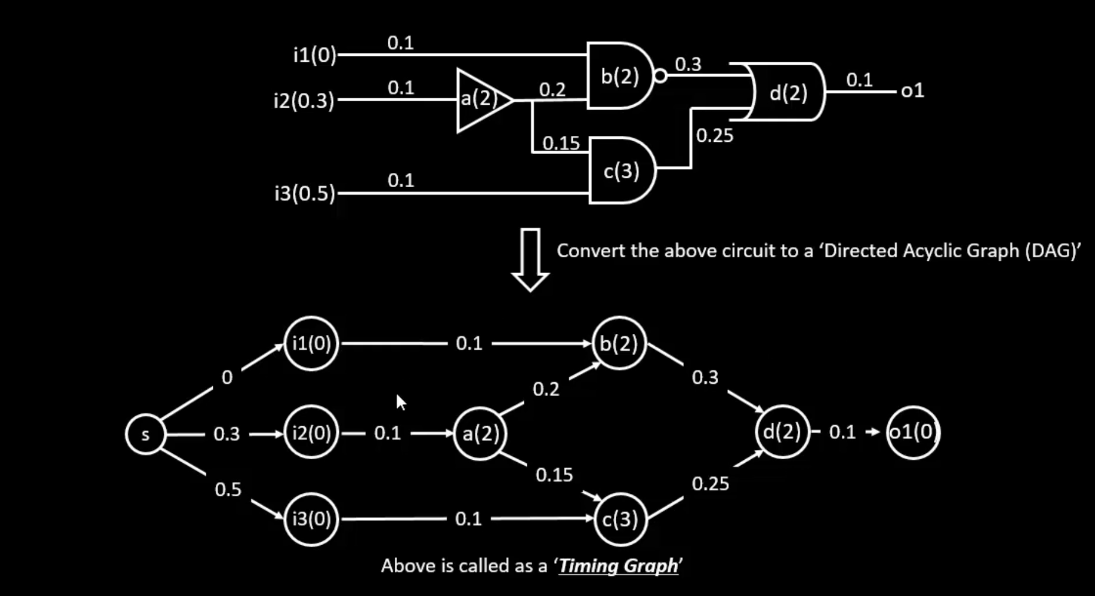 0.1
i1(0)
b(2)
0.3
0.1
i2(0.3)
a(2)
0.2
d(2)
0.1
o1
0.15
0.25
c(3)
0.1
i3(0.5)
Convert the above circuit to a ‘Directed Acyclic Graph (DAG)’
i1(0)
0.1
b(2)
0
0.2
0.3
s
0.3
i2(0)
0.1
a(2)
d(2)
0.1
o1(0)
0.5
0.15
0.25
i3(0)
0.1
c(3)
Above is called as a ‘Timing Graph’